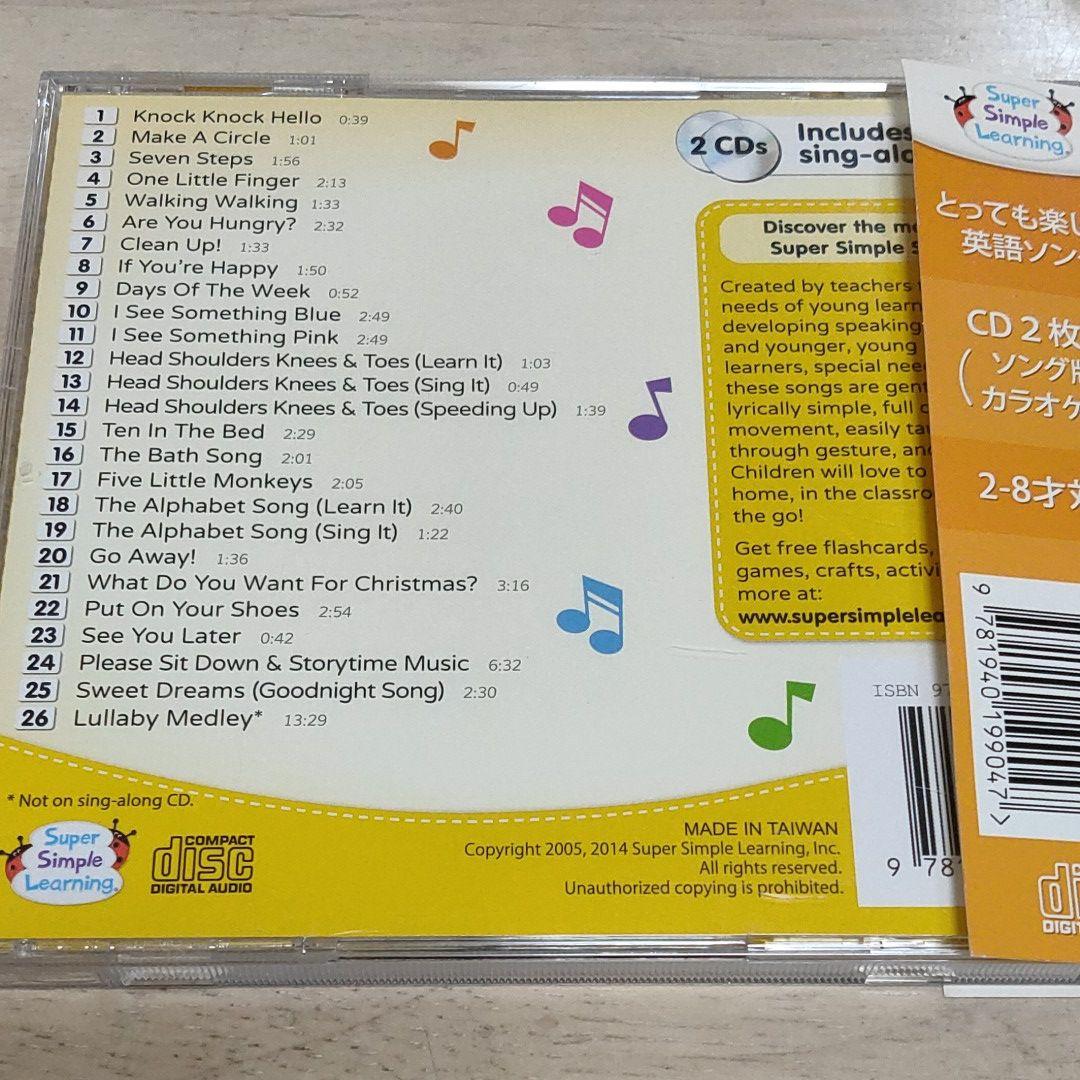 1 Knock Knock Hello 0:39
2 Make A Circle 1:01
3 Seven Steps 1:56
4 One Little Finger 2:13
5 Walking Walking 1:33
6 Are You Hungry? 2:32
7 Clean Up! 1:33
8 If You're Happy 1:50
9 Days Of The Week 0:52
10 I See Something Blue 2:49
11 I See Something Pink 2:49
12 Head Shoulders Knees & Toes (Learn It) 1:03
13 Head Shoulders Knees & Toes (Sing It) 0:49
14 Head Shoulders Knees & Toes (Speeding Up) 1:39
15 Ten In The Bed 2:29
16 The Bath Song 2:01
17 Five Little Monkeys 2:05
18 The Alphabet Song (Learn It) 2:40
19 The Alphabet Song (Sing It) 1:22
20 Go Away! 1:36
21 What Do You Want For Christmas? 3:16
22 Put On Your Shoes 2:54
23 See You Later 0:42
24 Please Sit Down & Storytime Music 6:32
25 Sweet Dreams (Goodnight Song) 2:30
26 Lullaby Medley* 13:29
* Not on sing-along CD.
Super
Simple
Learning
COMPACT
disc
DIGITAL AUDIO
2 CDs
Includes
sing-alo
Discover the
Super Simple
Created by teachers
needs of young learn
developing speaking
and younger, young
learners, special nee
these songs are gen
lyrically simple, full
movement, easily ta
through gesture, an
Children will love to
home, in the classro
the go!
Get free flashcards,
games, crafts, activi
more at:
www.supersimplelea
ISBN 97
9 78
MADE IN TAIWAN
Copyright 2005, 2014 Super Simple Learning, Inc.
All rights reserved.
Unauthorized copying is prohibited.
Super
Simple
Learning
とっても楽し
英語ソン
CD 2 枚
(ソング版
カラオケ
2-8才対
9 781940 199047 >
di
DIGIT